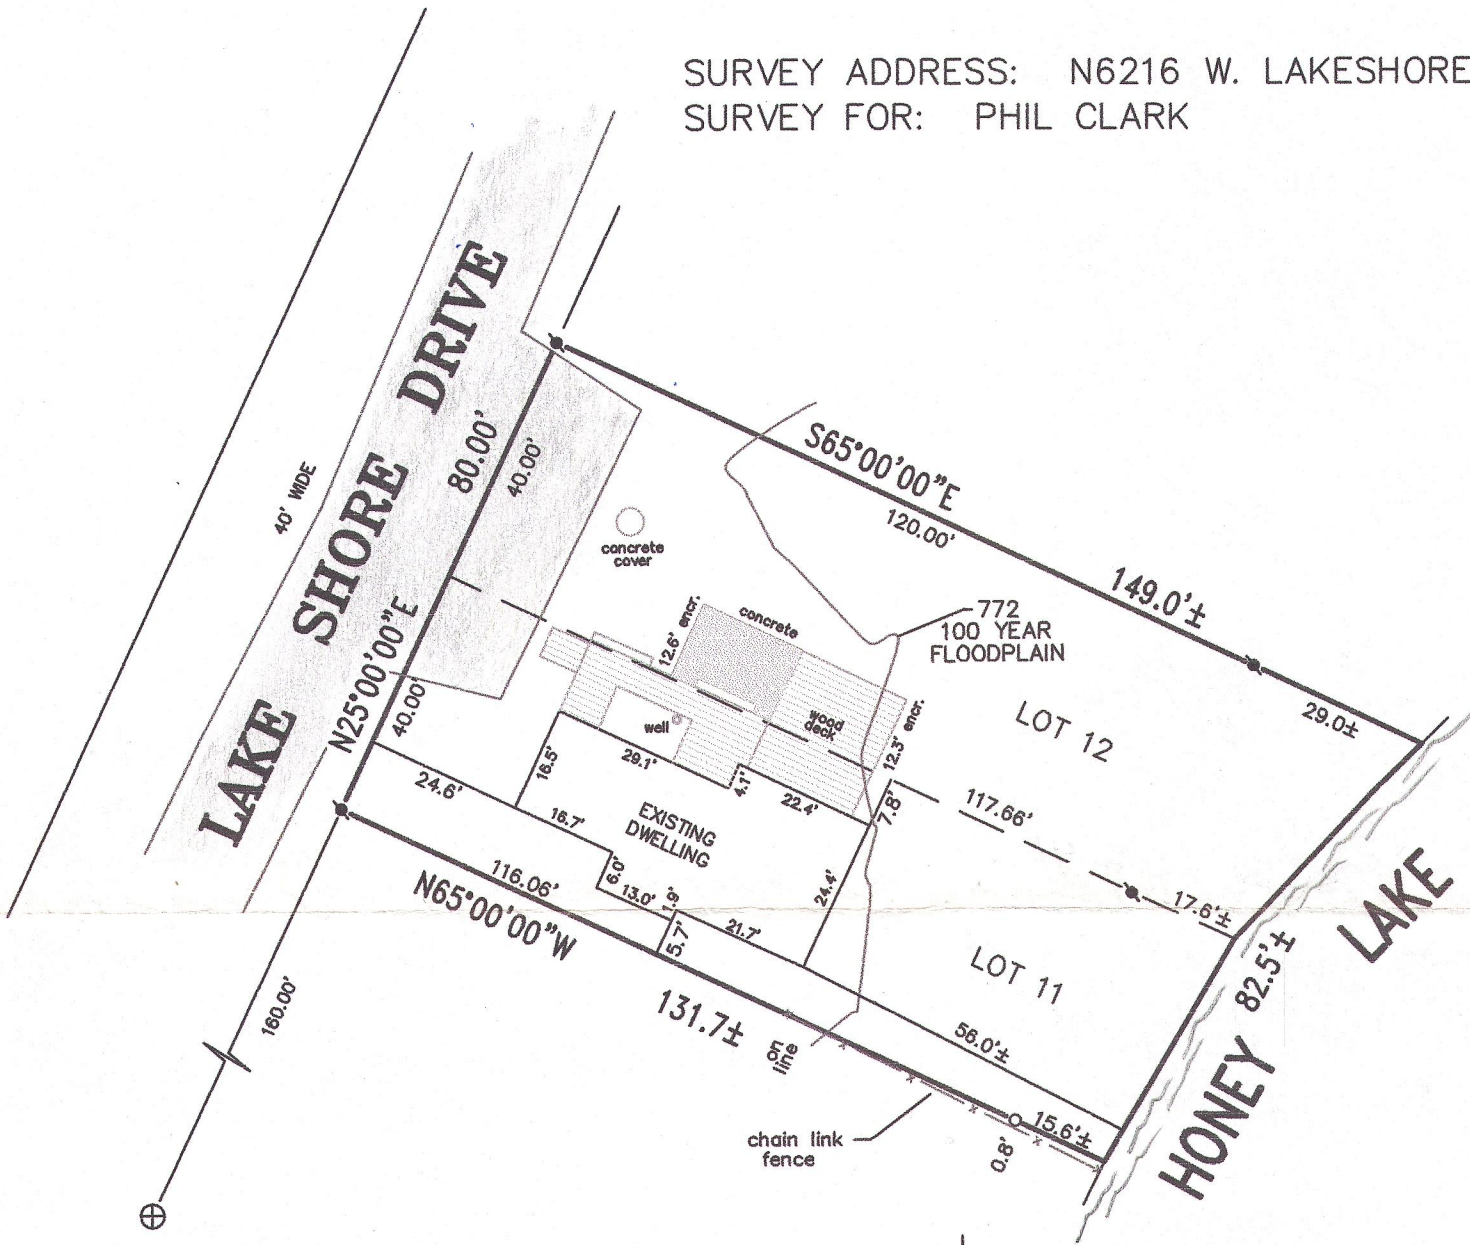 SURVEY ADDRESS: N6216 W. LAKESHORE
SURVEY FOR: PHIL CLARK
LAKE SHORE DRIVE
40' WIDE
80.00'
40.00'
N25°00'00"E
40.00'
160.00'
S65°00'00"E
120.00'
149.0'±
29.0±
concrete
cover
772
100 YEAR
FLOODPLAIN
12.6' encr.
concrete
wood
deck
12.3' encr.
well
LOT 12
117.66'
17.6'±
16.5'
29.1'
4.1'
22.4'
7.8'
24.6'
16.7'
EXISTING
DWELLING
6.0'
13.0'
1.9'
5.7'
21.7'
24.4'
LOT 11
116.06'
N65°00'00"W
131.7±
on
line
56.0'±
15.6'±
0.8'
chain link
fence
82.5'±
HONEY LAKE